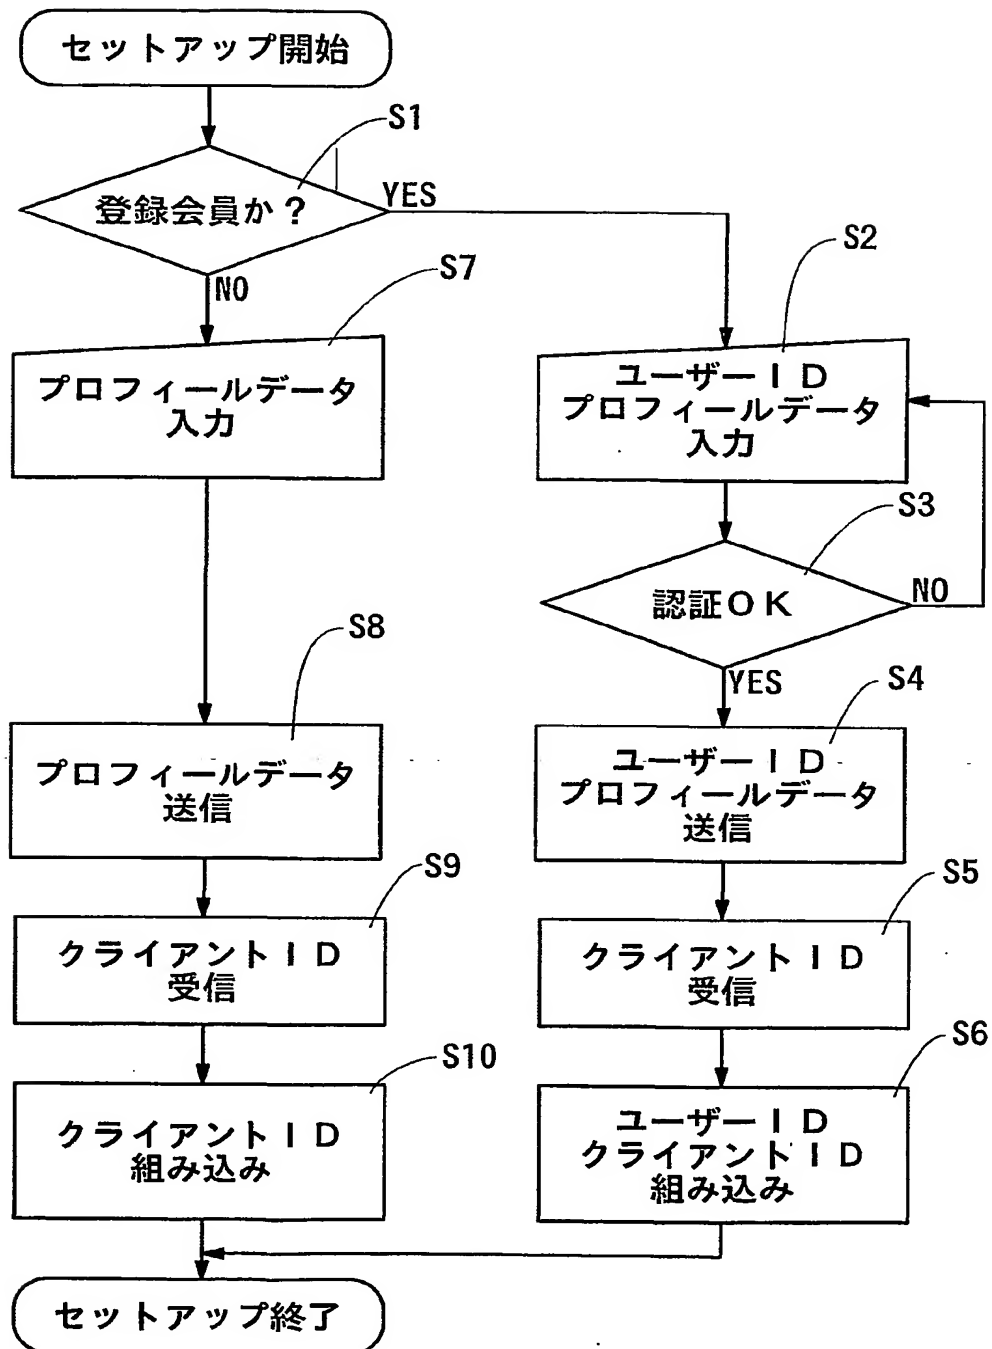 セットアップ開始
S1
登録会員か？
YES
NO
S7
プロフィールデータ
入力
S2
ユーザーＩＤ
プロフィールデータ
入力
S3
認証ＯＫ
NO
YES
S8
プロフィールデータ
送信
S4
ユーザーＩＤ
プロフィールデータ
送信
S9
クライアントＩＤ
受信
S5
クライアントＩＤ
受信
S10
クライアントＩＤ
組み込み
S6
ユーザーＩＤ
クライアントＩＤ
組み込み
セットアップ終了